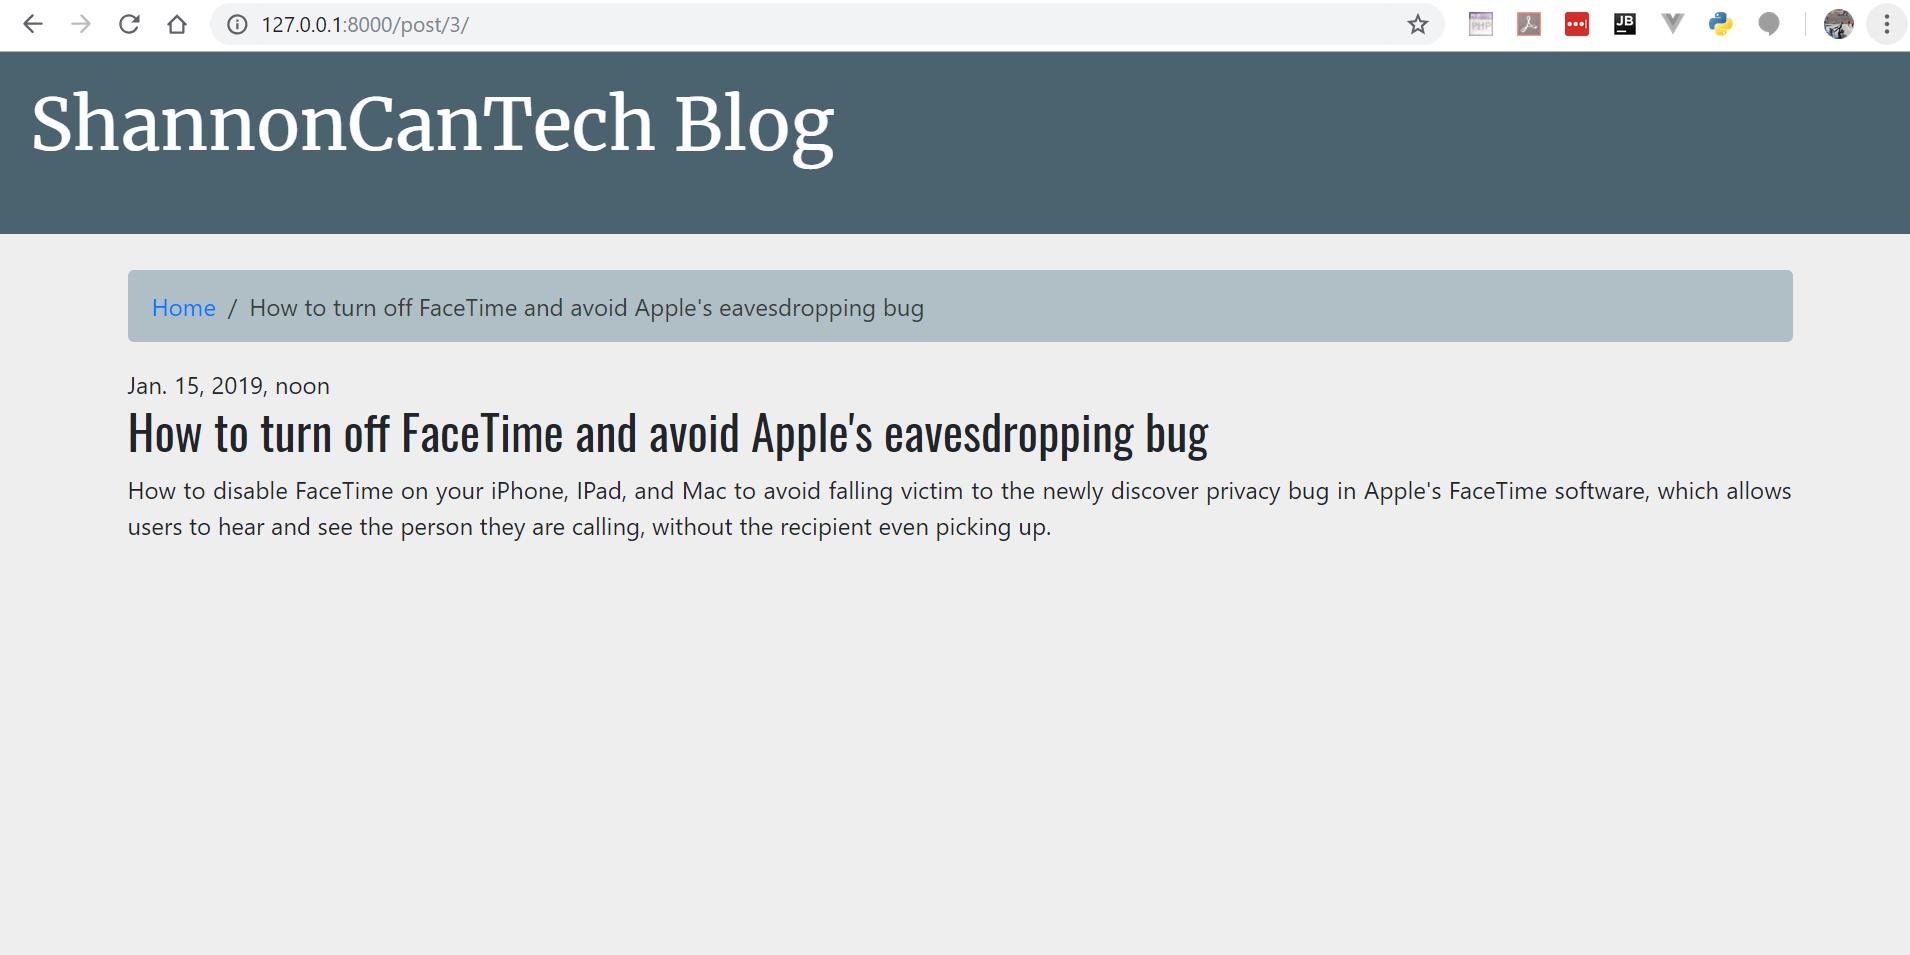 127.0.0.1:8000/post/3/
PHP
JB
ShannonCanTech Blog
Home / How to turn off FaceTime and avoid Apple's eavesdropping bug
Jan. 15, 2019, noon
How to turn off FaceTime and avoid Apple's eavesdropping bug
How to disable FaceTime on your iPhone, IPad, and Mac to avoid falling victim to the newly discover privacy bug in Apple's FaceTime software, which allows
users to hear and see the person they are calling, without the recipient even picking up.